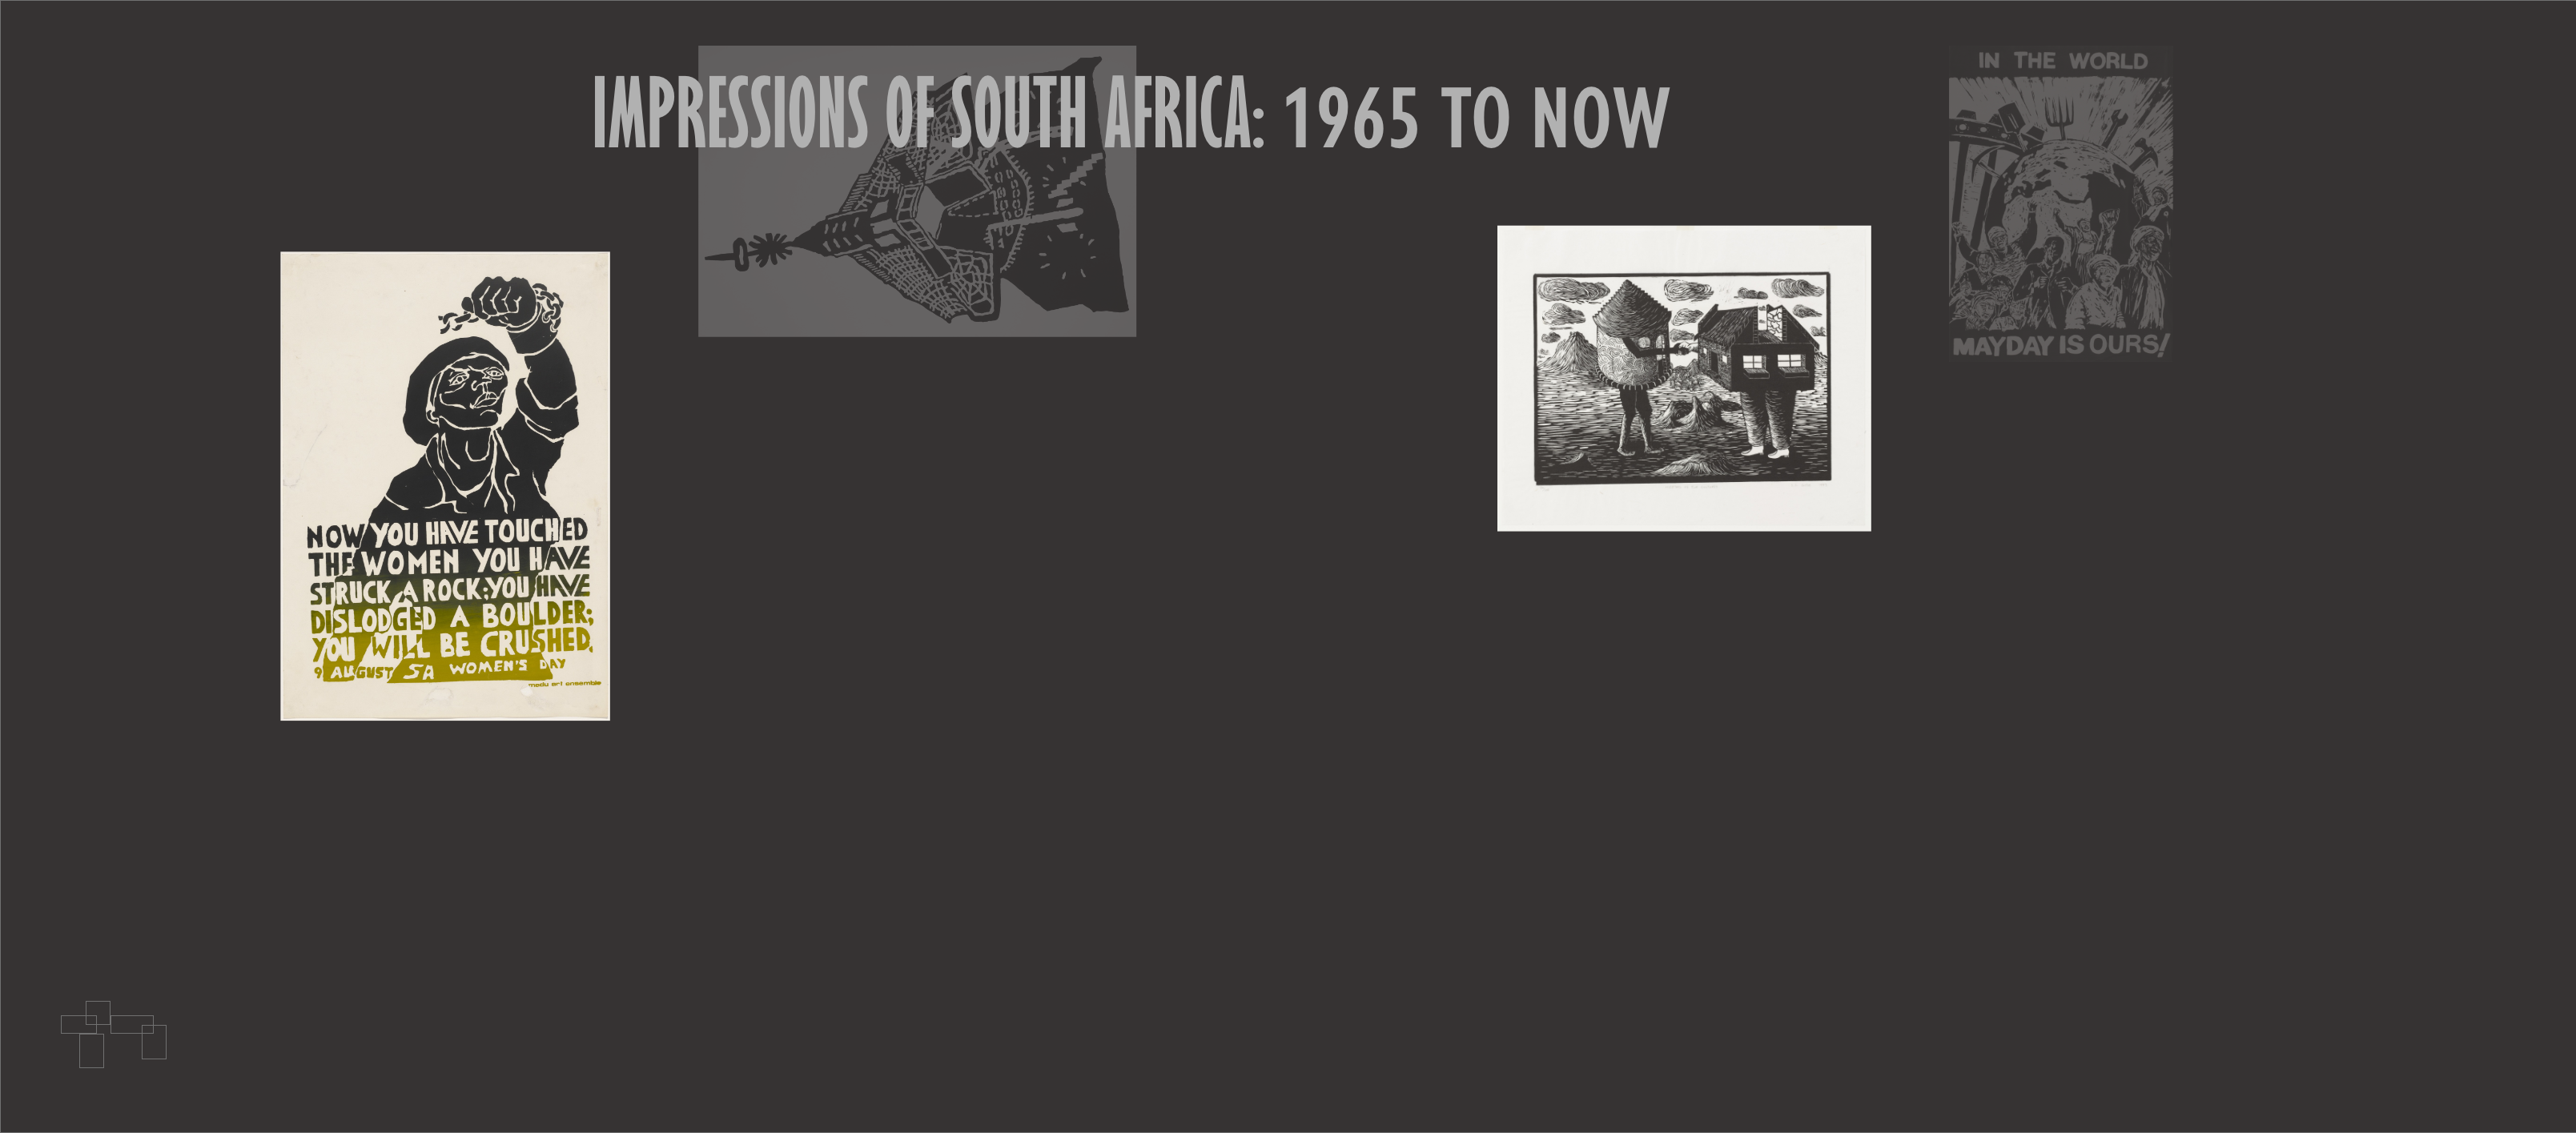 IMPRESSIONS OF SOUTH AFRICA: 1965 TO NOW
IN THE WORLD
MAYDAY IS OURS!
NOW YOU HAVE TOUCHED
THE WOMEN YOU HAVE
STRUCK A ROCK; YOU HAVE
DISLODGED A BOULDER;
YOU WILL BE CRUSHED.
9 AUGUST SA WOMEN'S DAY
medu art ensemble